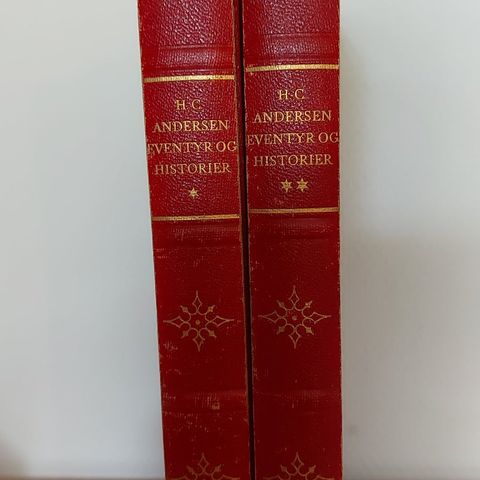 H·C
ANDERSEN
EVENTYR OG
HISTORIER
*
H·C
ANDERSEN
EVENTYR OG
HISTORIER
**